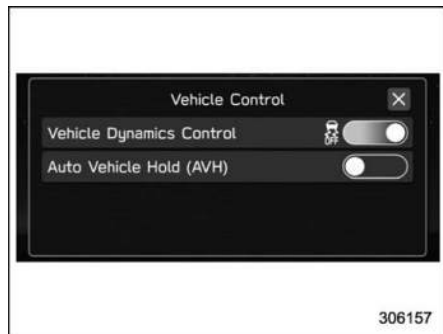 Vehicle Control
Vehicle Dynamics Control OFF
Auto Vehicle Hold (AVH)
306157